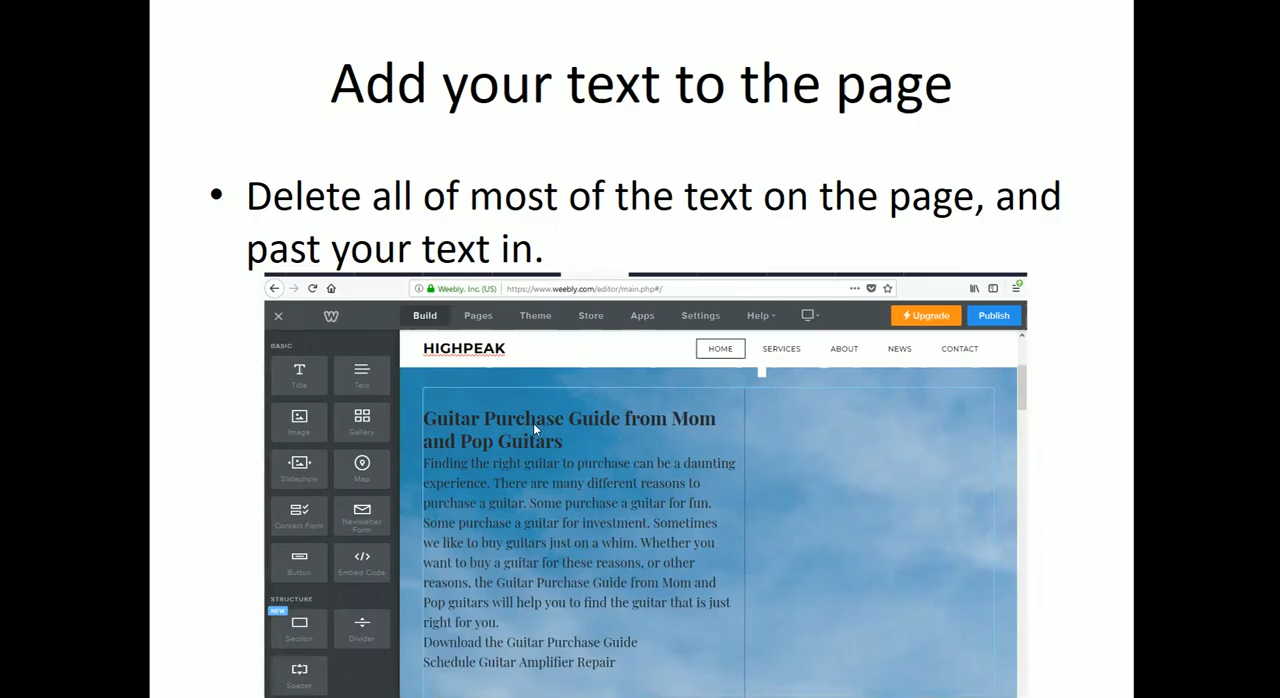 Add your text to the page
• Delete all of most of the text on the page, and
past your text in.
Weebly, Inc. (US) https://www.weebly.com/editor/main.php#/
Build Pages Theme Store Apps Settings Help Upgrade Publish
BASIC
HIGHPEAK HOME SERVICES ABOUT NEWS CONTACT
Title Text
Image Gallery
Slideshow Map
Contact Form Newsletter
Form
Button Embed Code
STRUCTURE
NEW
Section Divider
Spacer
Guitar Purchase Guide from Mom
and Pop Guitars
Finding the right guitar to purchase can be a daunting
experience. There are many different reasons to
purchase a guitar. Some purchase a guitar for fun.
Some purchase a guitar for investment. Sometimes
we like to buy guitars just on a whim. Whether you
want to buy a guitar for these reasons, or other
reasons, the Guitar Purchase Guide from Mom and
Pop guitars will help you to find the guitar that is just
right for you.
Download the Guitar Purchase Guide
Schedule Guitar Amplifier Repair